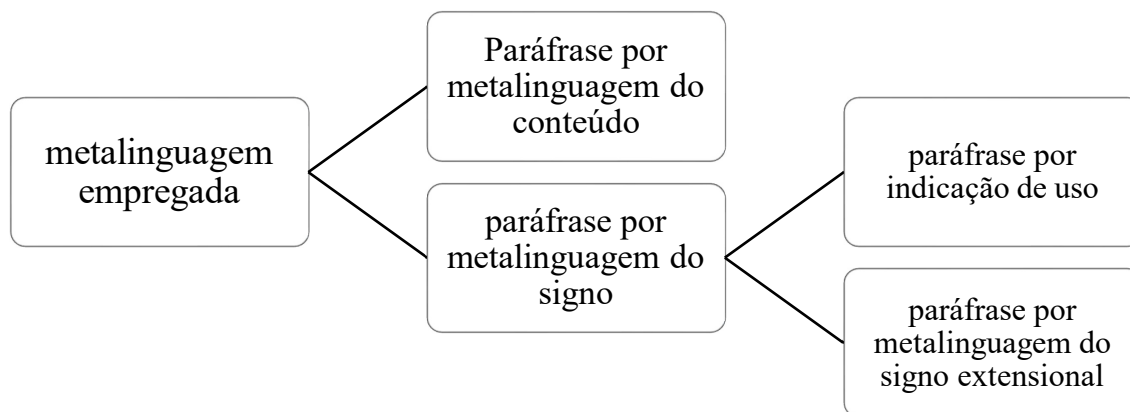 metalinguagem
empregada
Paráfrase por
metalinguagem do
conteúdo
paráfrase por
metalinguagem do
signo
paráfrase por
indicação de uso
paráfrase por
metalinguagem do
signo extensional